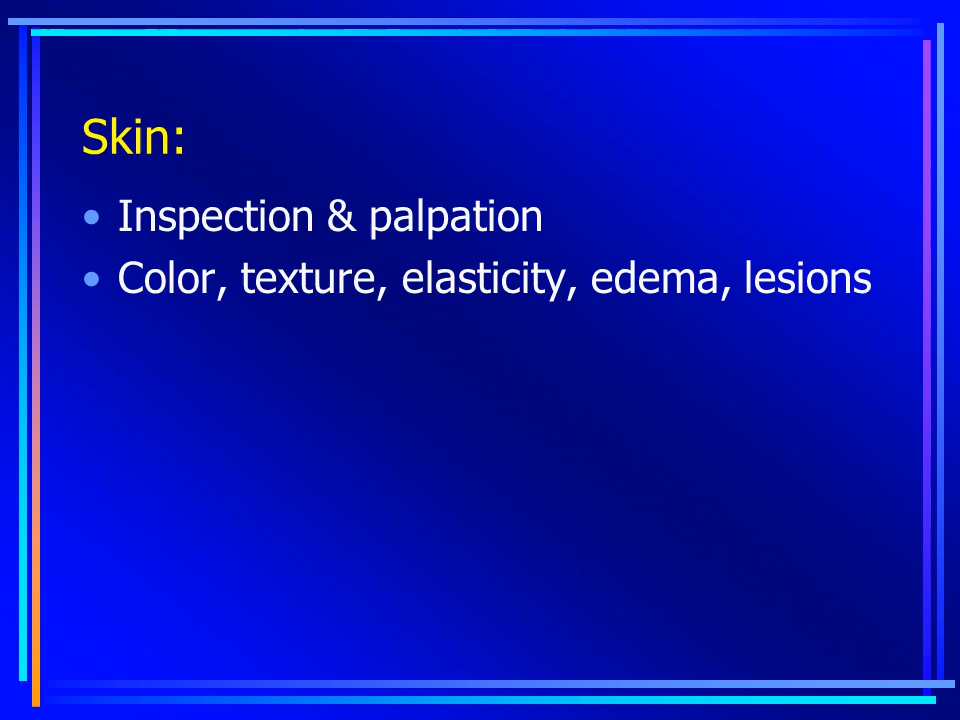 Skin:
• Inspection & palpation
• Color, texture, elasticity, edema, lesions